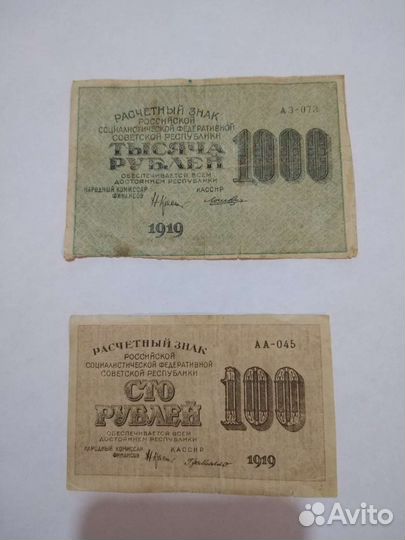 РАСЧЕТНЫЙ ЗНАК
РОССИЙСКОЙ
СОЦИАЛИСТИЧЕСКОЙ ФЕДЕРАТИВНОЙ
СОВЕТСКОЙ РЕСПУБЛИКИ
ТЫСЯЧА
РУБЛЕЙ
ОБЕСПЕЧИВАЕТСЯ ВСЕМ
ДОСТОЯНИЕМ РЕСПУБЛИКИ
НАРОДНЫЙ КОМИССАР
ФИНАНСОВ
КАССИР
1919
АЗ-073
1000
РАСЧЕТНЫЙ ЗНАК
РОССИЙСКОЙ
СОЦИАЛИСТИЧЕСКОЙ ФЕДЕРАТИВНОЙ
СОВЕТСКОЙ РЕСПУБЛИКИ
СТО
РУБЛЕЙ
ОБЕСПЕЧИВАЕТСЯ ВСЕМ
ДОСТОЯНИЕМ РЕСПУБЛИКИ
НАРОДНЫЙ КОМИССАР
ФИНАНСОВ
КАССИР
АА-045
100
1919
Avito